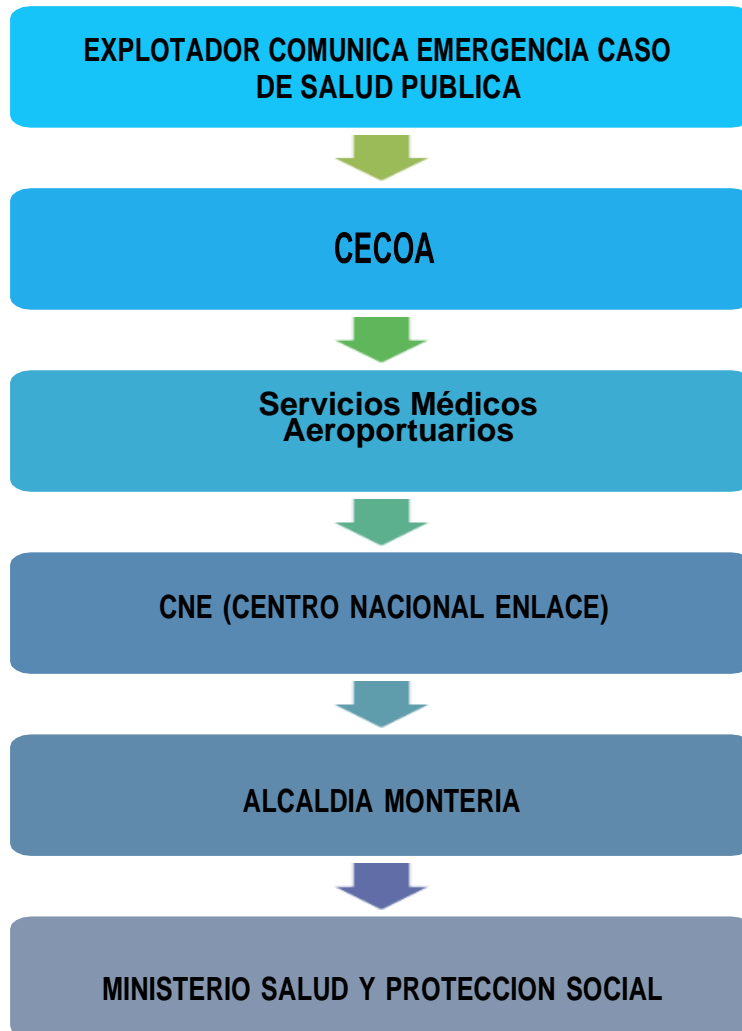 EXPLOTADOR COMUNICA EMERGENCIA CASO
DE SALUD PUBLICA
CECOA
Servicios Médicos
Aeroportuarios
CNE (CENTRO NACIONAL ENLACE)
ALCALDIA MONTERIA
MINISTERIO SALUD Y PROTECCION SOCIAL